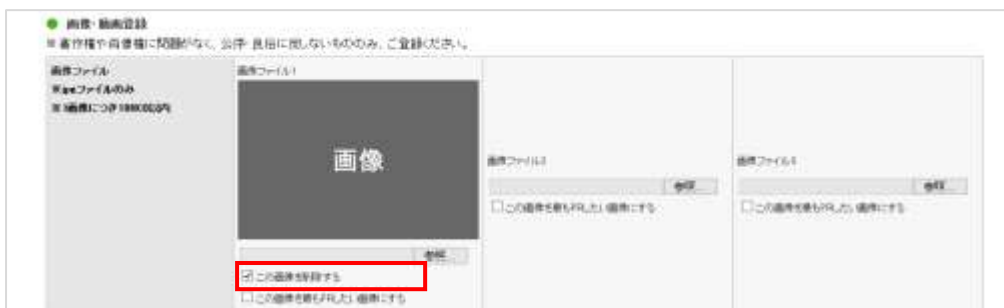 画像・動画登録
※著作権や肖像権に問題がなく、公序良俗に反しないもののみ、ご登録ください。
画像ファイル
画像ファイル1
画像
画像ファイル
画像ファイル
参照...
参照...
この画像を最もPRしたい画像にする
この画像を最もPRしたい画像にする
参照...
この画像を削除する
この画像を最もPRしたい画像にする